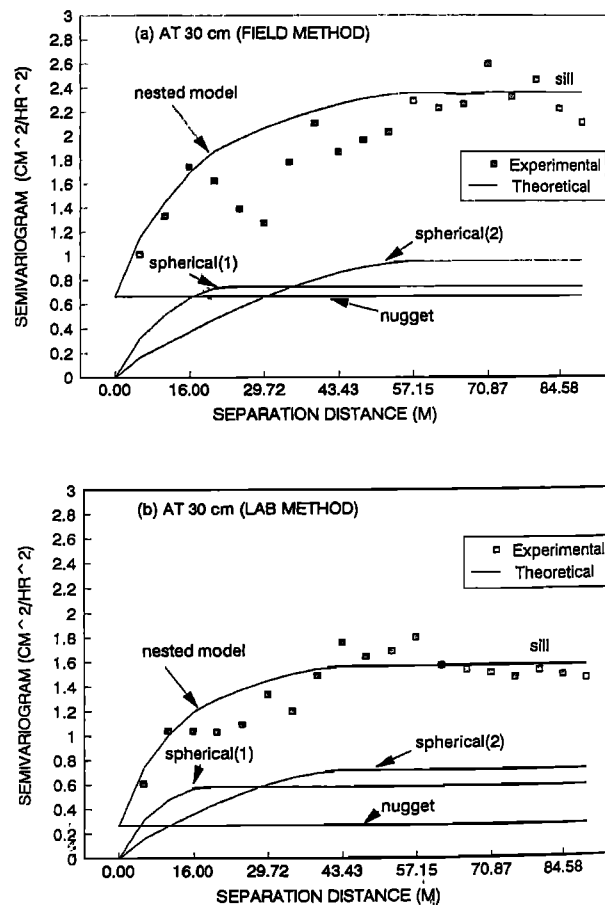 (a) AT 30 cm (FIELD METHOD)
SEMIVARIOGRAM (CM^2/HR^2)
3
2.8
2.6
2.4
2.2
2
1.8
1.6
1.4
1.2
1
0.8
0.6
0.4
0.2
0
nested model
sill
Experimental
Theoretical
spherical(2)
spherical(1)
nugget
0.00 16.00 29.72 43.43 57.15 70.87 84.58
SEPARATION DISTANCE (M)
(b) AT 30 cm (LAB METHOD)
SEMIVARIOGRAM (CM^2/HR^2)
3
2.8
2.6
2.4
2.2
2
1.8
1.6
1.4
1.2
1
0.8
0.6
0.4
0.2
0
Experimental
Theoretical
nested model
sill
spherical(1)
spherical(2)
nugget
0.00 16.00 29.72 43.43 57.15 70.87 84.58
SEPARATION DISTANCE (M)